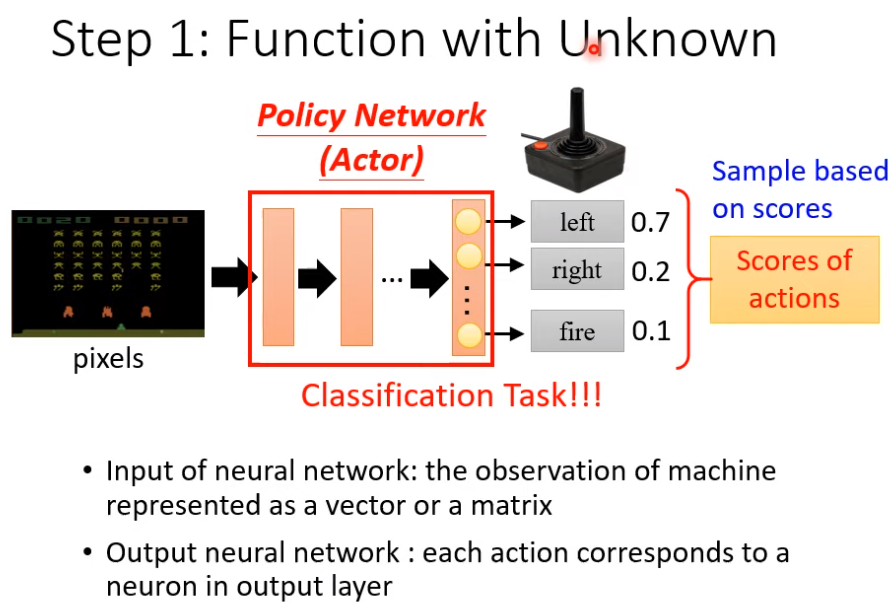 Step 1: Function with Unknown
Policy Network
(Actor)
Sample based
on scores
left 0.7
right 0.2
fire 0.1
Scores of
actions
...
pixels
Classification Task!!!
• Input of neural network: the observation of machine
represented as a vector or a matrix
• Output neural network : each action corresponds to a
neuron in output layer